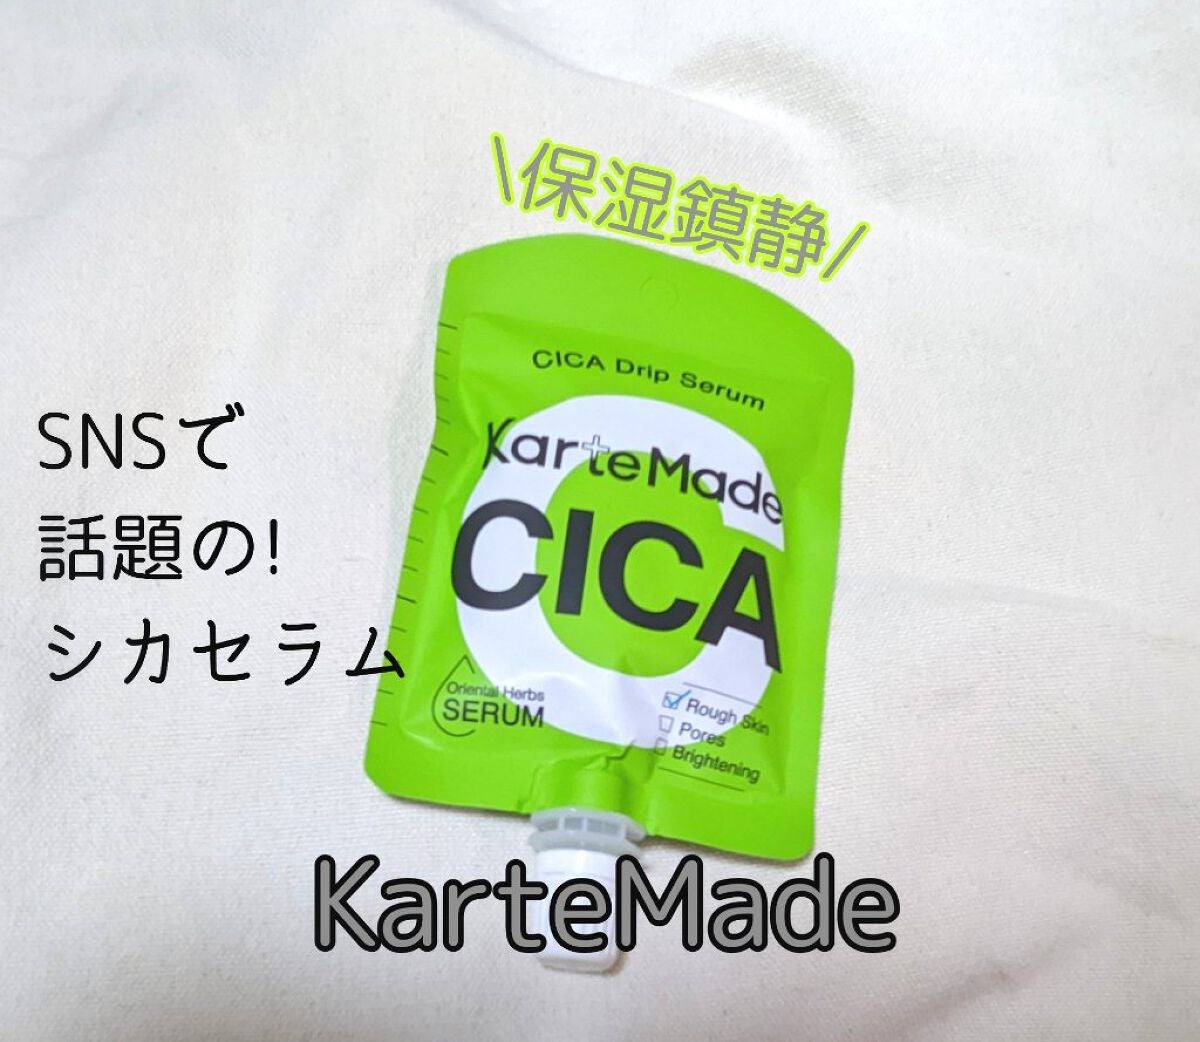 \保湿鎮静/
CICA Drip Serum
KarteMade
CICA
SNSで
話題の!
シカセラム
Oriental Herbs
SERUM
Rough Skin
Pores
Brightening
KarteMade